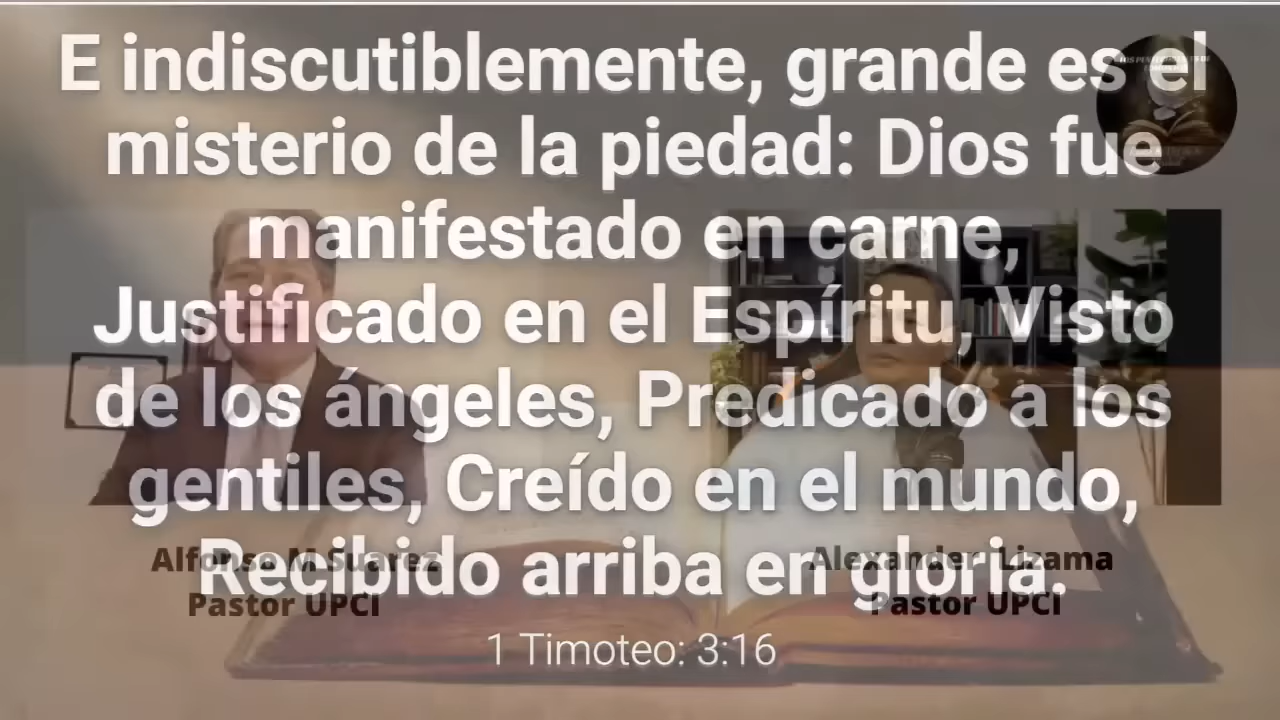 E indiscutiblemente, grande es el
misterio de la piedad: Dios fue
manifestado en carne,
Justificado en el Espíritu, Visto
de los ángeles, Predicado a los
gentiles, Creído en el mundo,
Recibido arriba en gloria.
1 Timoteo: 3:16
Alfonso M Suarez
Pastor UPCI
Alexander Lizama
Pastor UPCI